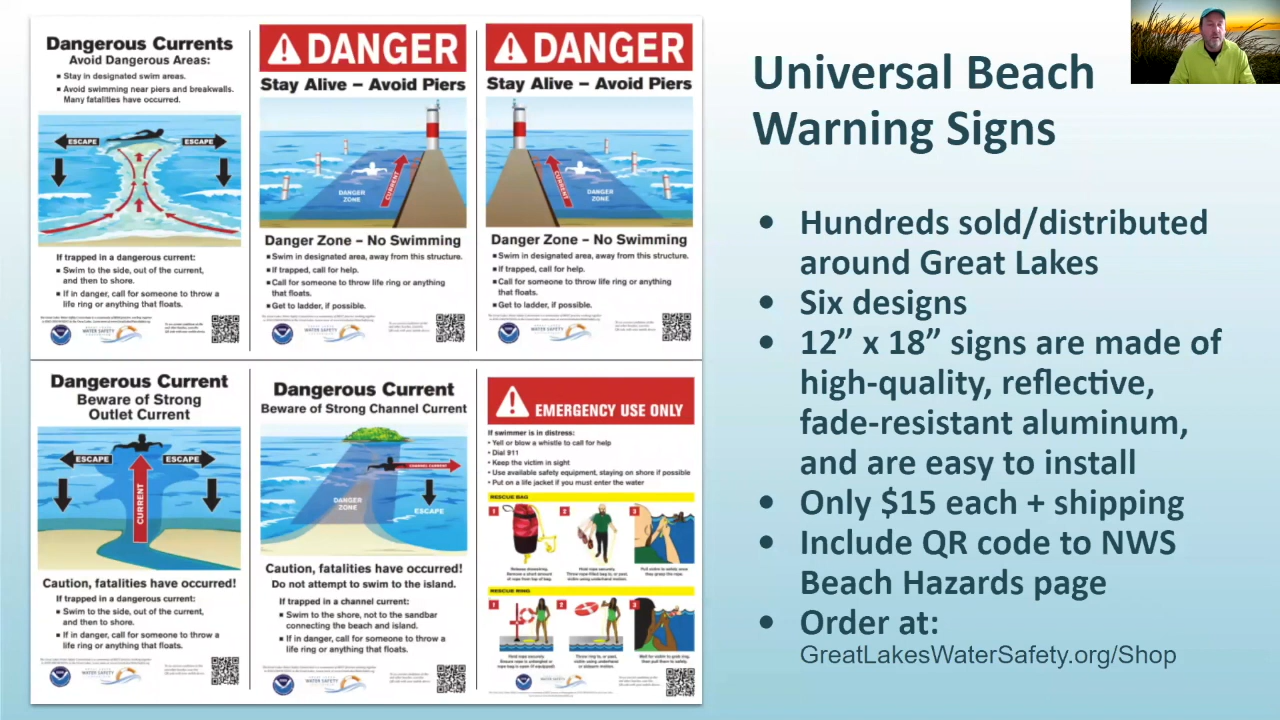 Dangerous Currents
Avoid Dangerous Areas:
▪ Stay in designated swim areas.
▪ Avoid swimming near piers and breakwalls.
Many fatalities have occurred.
ESCAPE
ESCAPE
If trapped in a dangerous current:
▪ Swim to the side, out of the current,
and then to shore.
▪ If in danger, call for someone to throw a
life ring or anything that floats.
WATER SAFETY
DANGER
Stay Alive – Avoid Piers
DANGER
ZONE
CURRENT
Danger Zone – No Swimming
▪ Swim in designated area, away from this structure.
▪ If trapped, call for help.
▪ Call for someone to throw life ring or anything
that floats.
▪ Get to ladder, if possible.
WATER SAFETY
DANGER
Stay Alive – Avoid Piers
CURRENT
DANGER
ZONE
Danger Zone – No Swimming
▪ Swim in designated area, away from this structure.
▪ If trapped, call for help.
▪ Call for someone to throw life ring or anything
that floats.
▪ Get to ladder, if possible.
WATER SAFETY
Dangerous Current
Beware of Strong
Outlet Current
ESCAPE
ESCAPE
CURRENT
Caution, fatalities have occurred!
If trapped in a dangerous current:
▪ Swim to the side, out of the current,
and then to shore.
▪ If in danger, call for someone to throw a
life ring or anything that floats.
WATER SAFETY
Dangerous Current
Beware of Strong Channel Current
CHANNEL CURRENT
DANGER
ZONE
ESCAPE
Caution, fatalities have occurred!
Do not attempt to swim to the island.
If trapped in a channel current:
▪ Swim to the shore, not to the sandbar
connecting the beach and island.
▪ If in danger, call for someone to throw a
life ring or anything that floats.
WATER SAFETY
EMERGENCY USE ONLY
If swimmer is in distress:
• Yell or blow a whistle to call for help
• Dial 911
• Keep the victim in sight
• Use available safety equipment, staying on shore if possible
• Put on a life jacket if you must enter the water
RESCUE BAG
1
2
3
RESCUE RING
1
2
3
Universal Beach
Warning Signs
• Hundreds sold/distributed
around Great Lakes
• Six designs
• 12” x 18” signs are made of
high-quality, reflective,
fade-resistant aluminum,
and are easy to install
• Only $15 each + shipping
• Include QR code to NWS
Beach Hazards page
• Order at:
GreatLakesWaterSafety.org/Shop